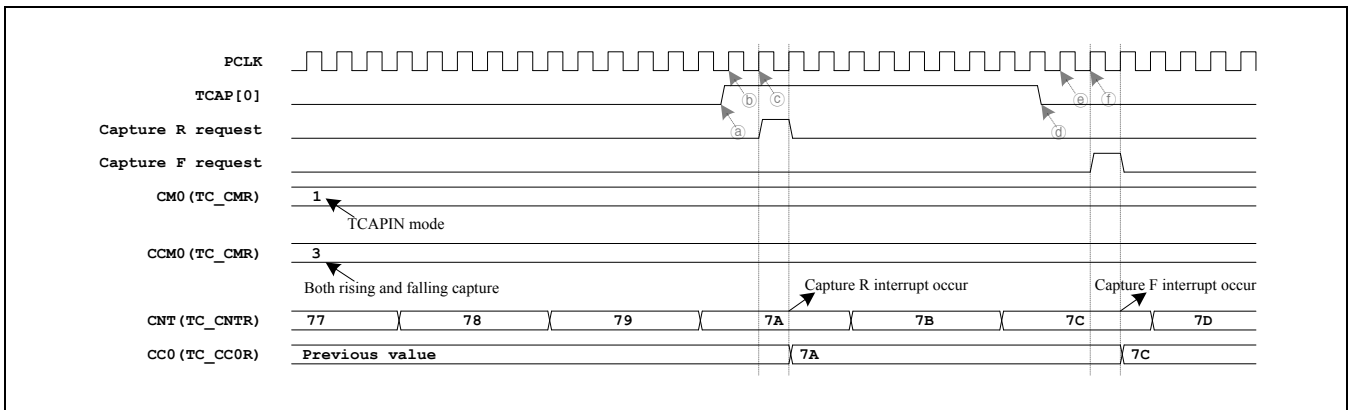 PCLK
TCAP[0]
ⓑ ⓒ ⓔ ⓕ
ⓐ ⓓ
Capture R request
Capture F request
CM0(TC_CMR) 1
TCAPIN mode
CCM0(TC_CMR) 3
Both rising and falling capture
Capture R interrupt occur
Capture F interrupt occur
CNT(TC_CNTR) 77 78 79 7A 7B 7C 7D
CC0(TC_CC0R) Previous value 7A 7C